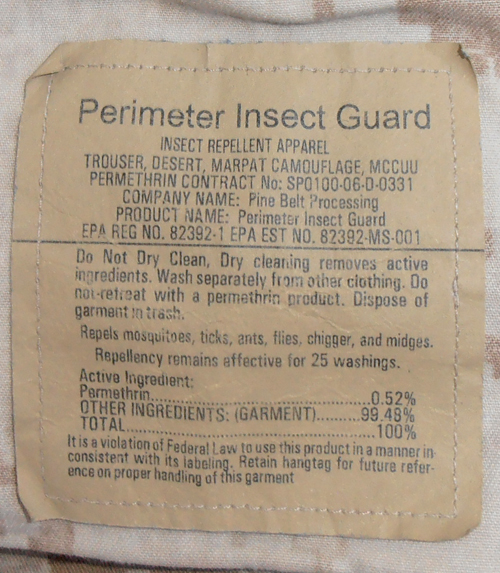 Perimeter Insect Guard
INSECT REPELLENT APPAREL
TROUSER, DESERT, MARPAT CAMOUFLAGE, MCCUU
PERMETHRIN CONTRACT No: SP0100-06-D-0331
COMPANY NAME: Pine Belt Processing
PRODUCT NAME: Perimeter Insect Guard
EPA REG NO. 82392-1 EPA EST NO. 82392-MS-001
Do Not Dry Clean, Dry cleaning removes active
ingredients. Wash separately from other clothing. Do
not retreat with a permethrin product. Dispose of
garment in trash.
Repels mosquitoes, ticks, ants, flies, chigger, and midges.
Repellency remains effective for 25 washings.
Active Ingredient:
Permethrin..............................0.52%
OTHER INGREDIENTS: (GARMENT).........99.48%
TOTAL....................................100%
It is a violation of Federal Law to use this product in a manner in-
consistent with its labeling. Retain hangtag for future refer-
ence on proper handling of this garment